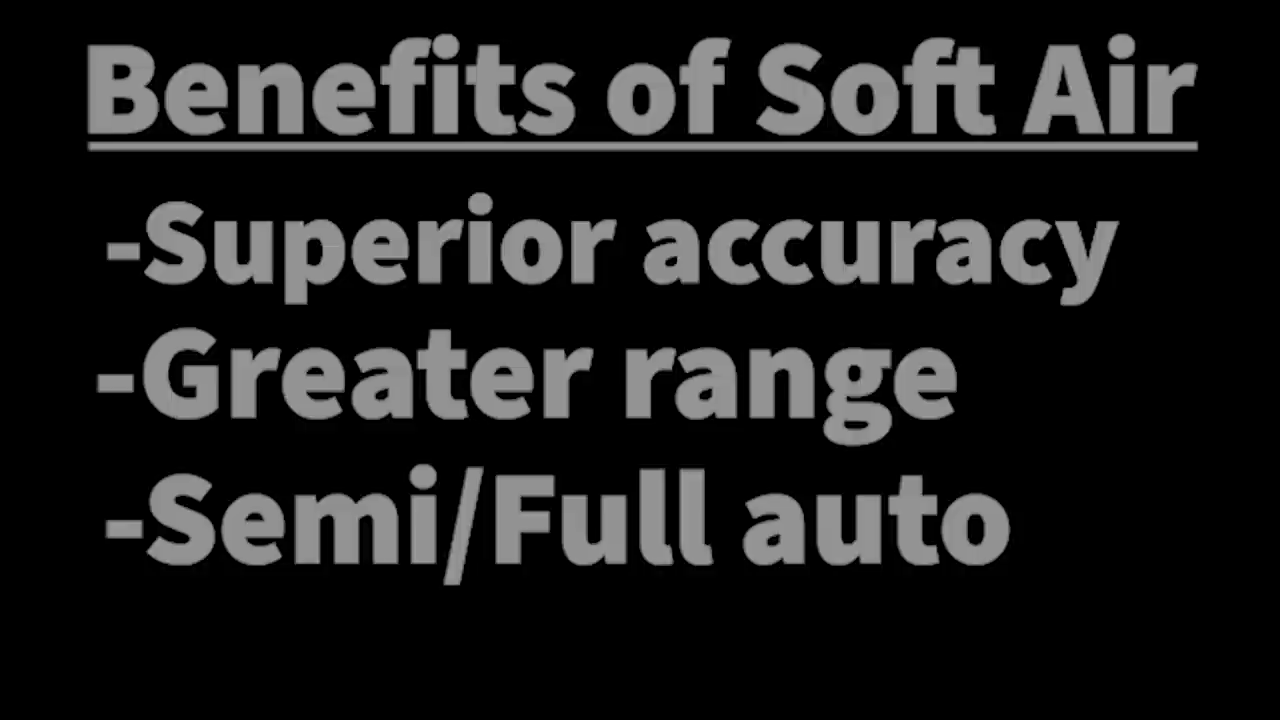 Benefits of Soft Air
-Superior accuracy
-Greater range
-Semi/Full auto